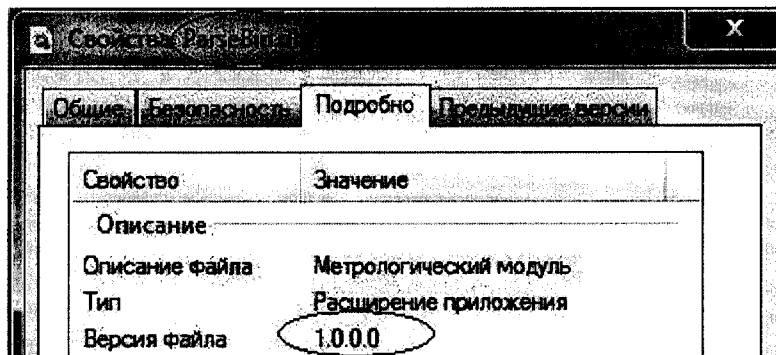 Свойства: ParseBin
Общие Безопасность Подробно Предыдущие версии
Свойство Значение
Описание
Описание файла Метрологический модуль
Тип Расширение приложения
Версия файла 1.0.0.0